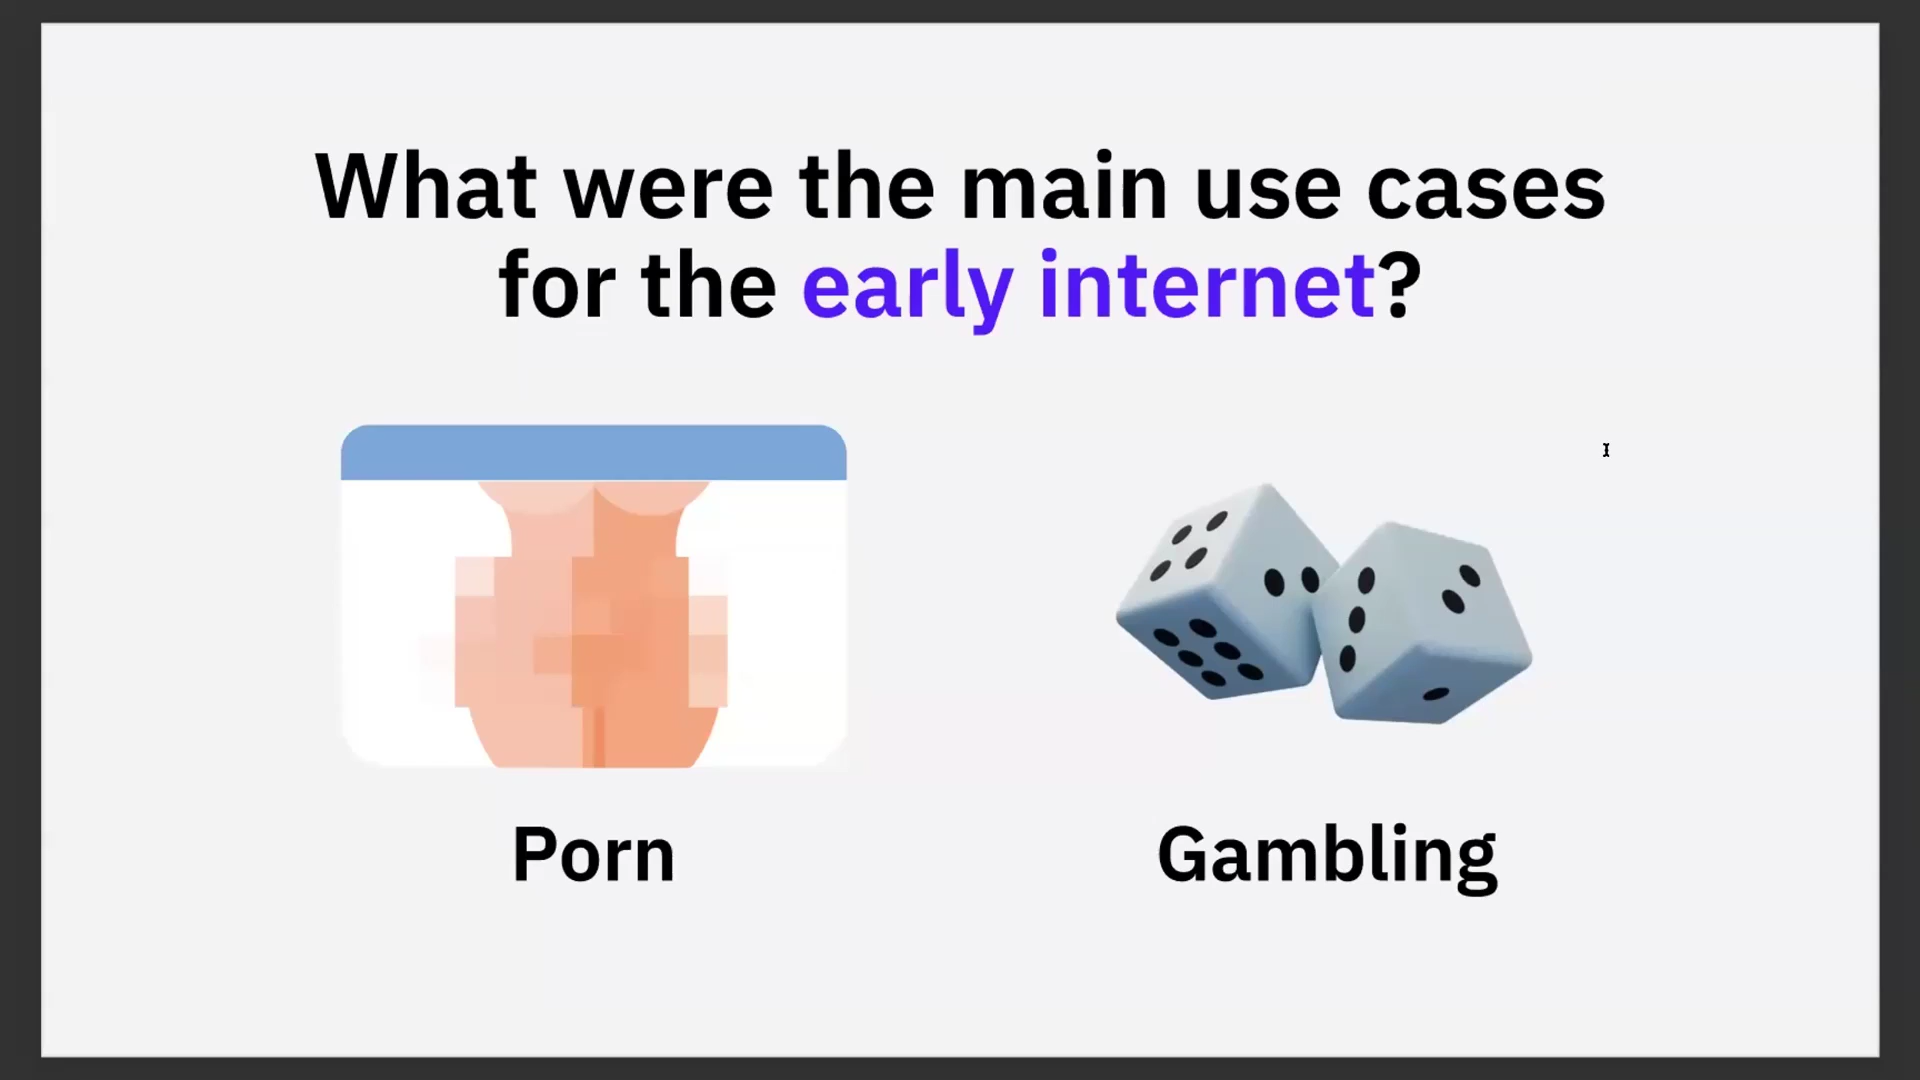 What were the main use cases
for the early internet?
Porn
Gambling